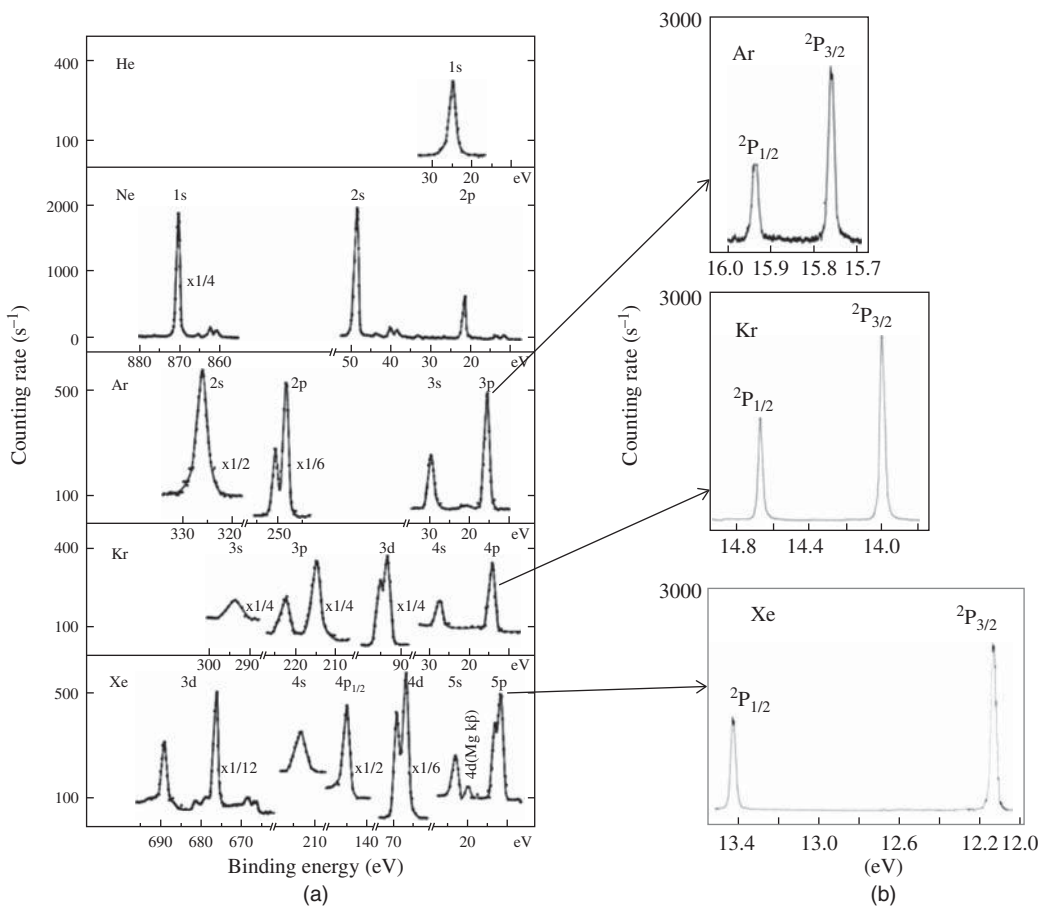 Counting rate (s⁻¹)
He
400
100
1s
30 20 eV
Ne
2000
1000
0
1s
x1/4
2s
2p
880 870 860 50 40 30 20 eV
Ar
500
100
2s
x1/2
2p
x1/6
3s
3p
330 320 250 30 20 eV
Kr
400
100
3s
x1/4
3p
x1/4
3d
x1/4
4s
4p
300 290 220 210 90 30 20 eV
Xe
500
100
3d
x1/12
4s
4p1/2
x1/2
4d
x1/6
5s
4d(Mg kβ)
5p
690 680 670 210 140 70 20 eV
Binding energy (eV)
(a)
Counting rate (s⁻¹)
3000
Ar
²P3/2
²P1/2
16.0 15.9 15.8 15.7
3000
Kr
²P3/2
²P1/2
14.8 14.4 14.0
3000
Xe
²P3/2
²P1/2
13.4 13.0 12.6 12.2 12.0
(eV)
(b)